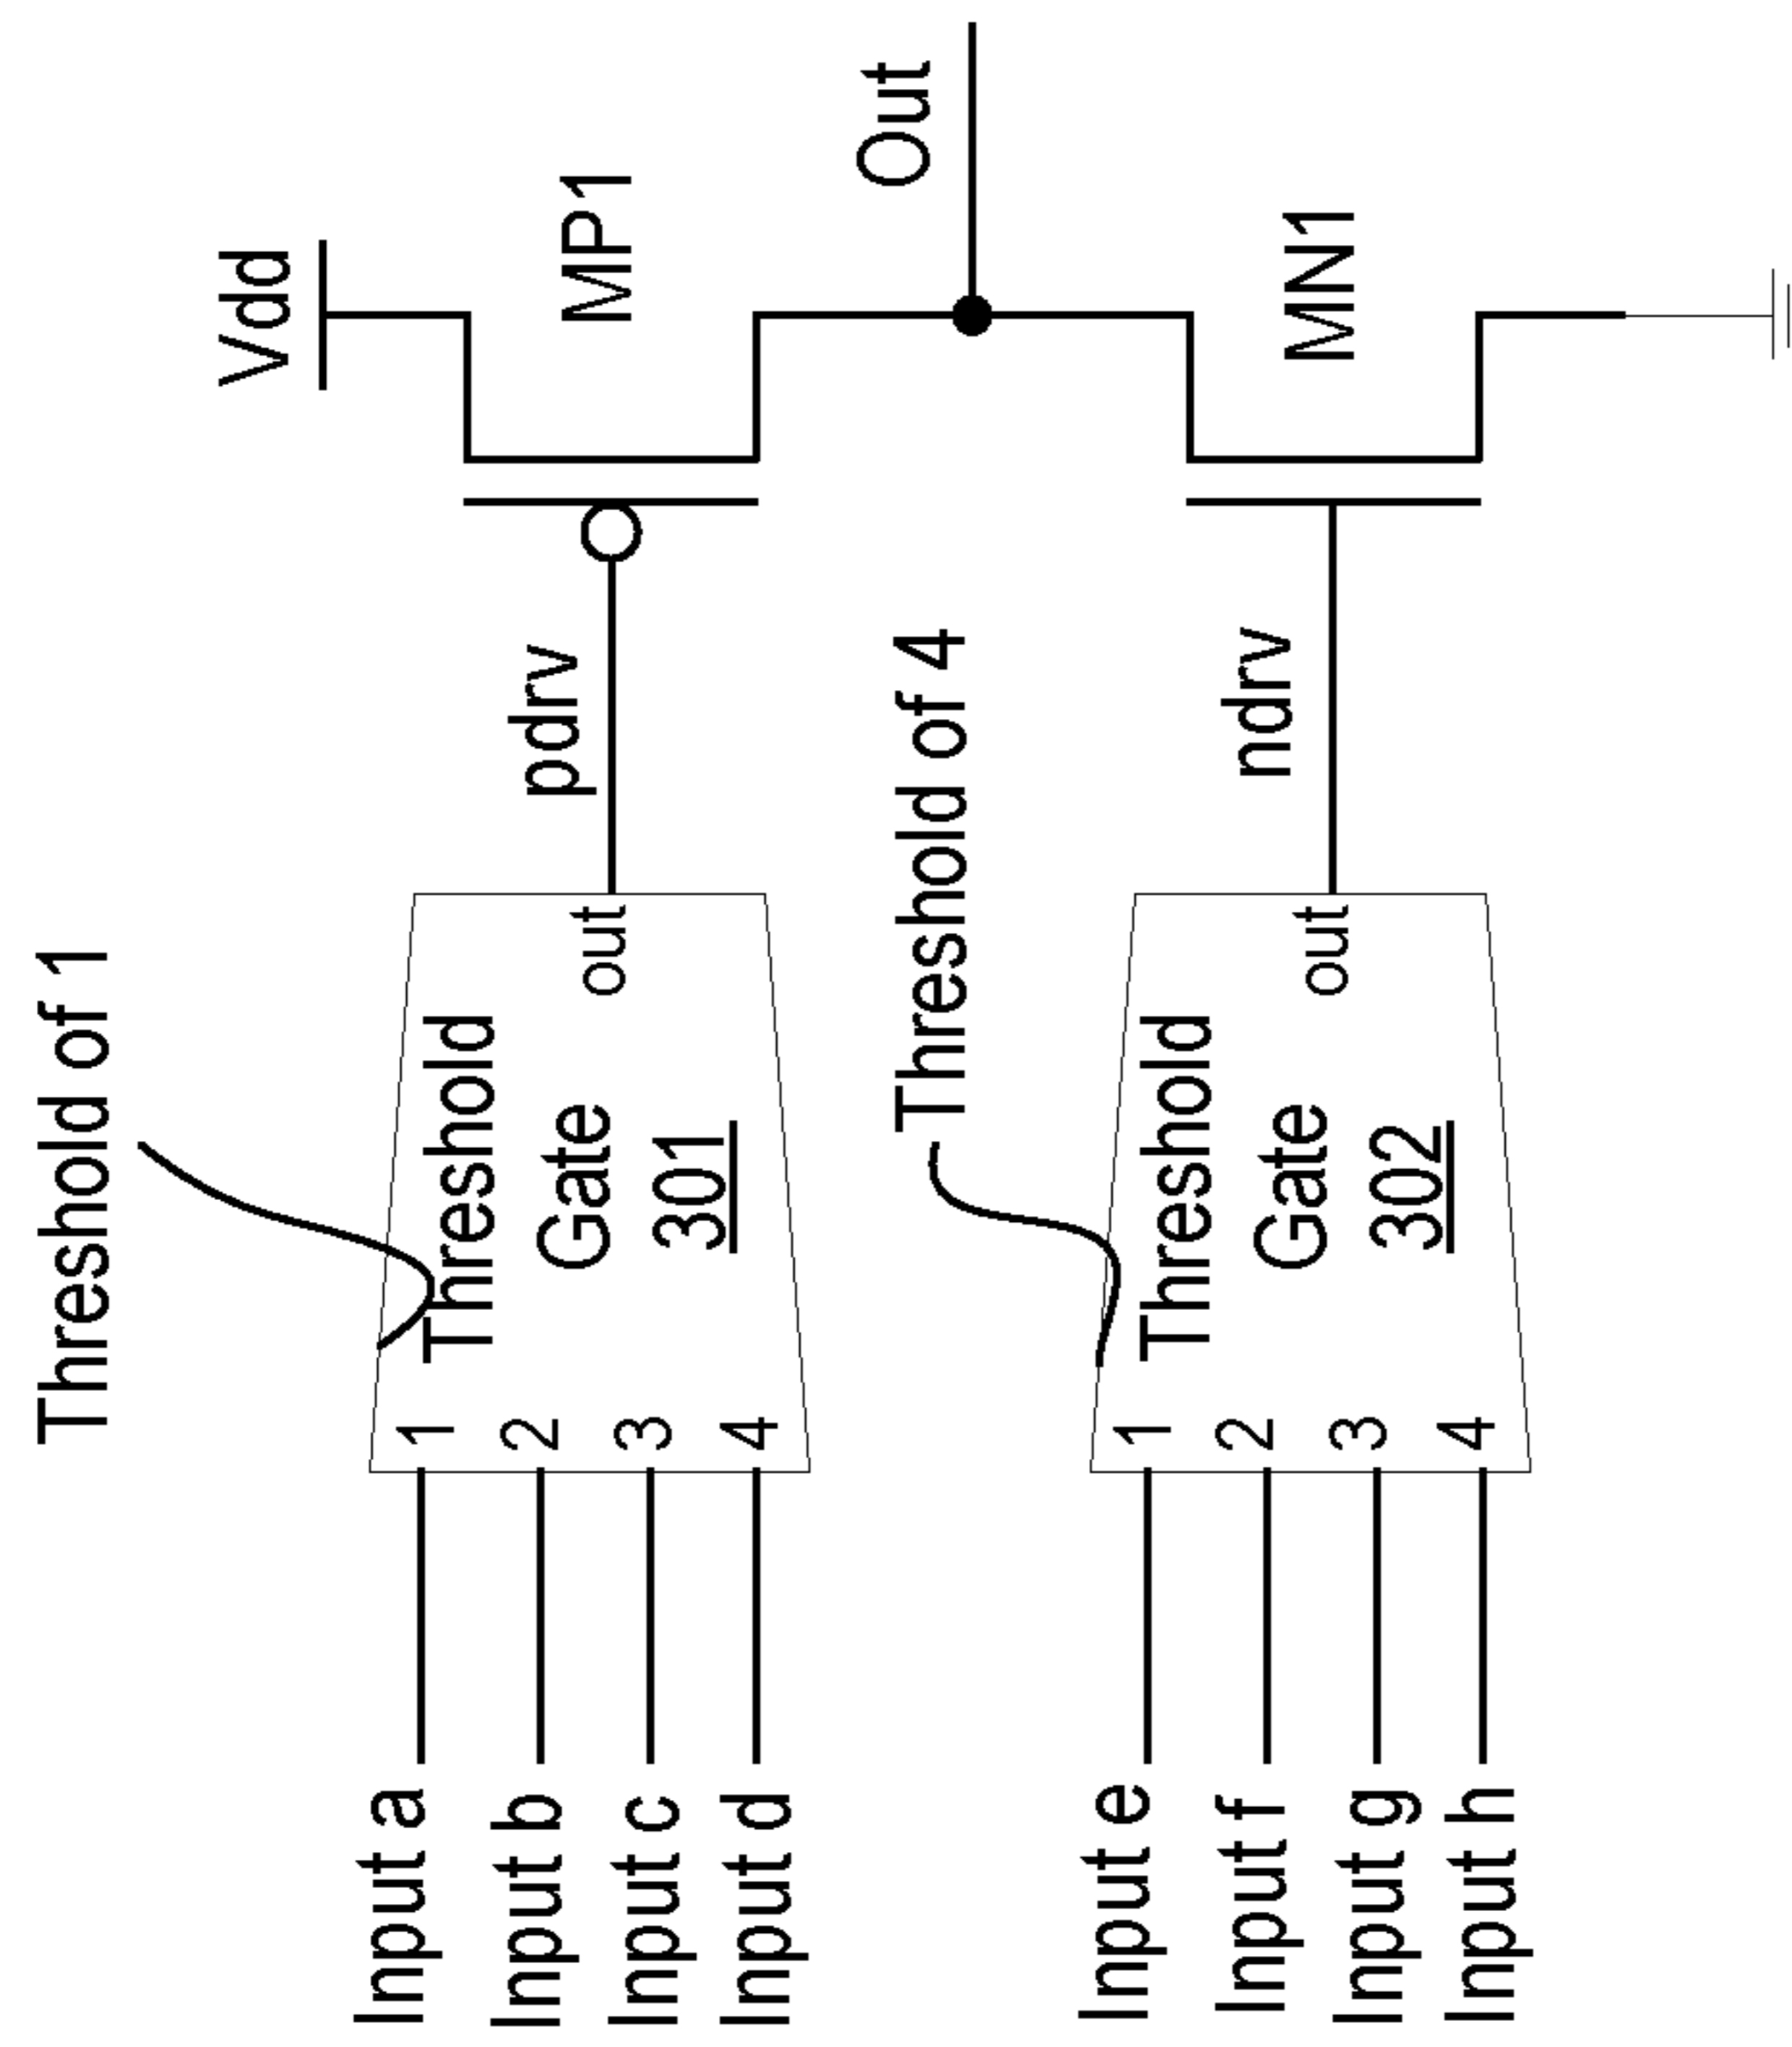 Threshold of 1
Input a
Input b
Input c
Input d
1
2
3
4
Threshold
Gate
301
out
pdrv
Vdd
MP1
Out
Threshold of 4
Input e
Input f
Input g
Input h
1
2
3
4
Threshold
Gate
302
out
ndrv
MN1